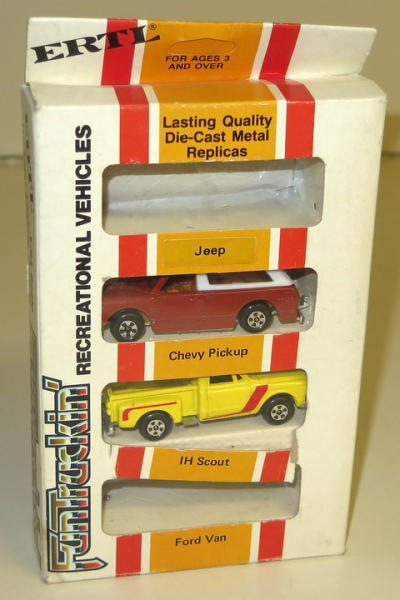 ERTL®
FOR AGES 3
AND OVER
Lasting Quality
Die-Cast Metal
Replicas
Jeep
Chevy Pickup
IH Scout
Ford Van
RECREATIONAL VEHICLES
FunTruckin'